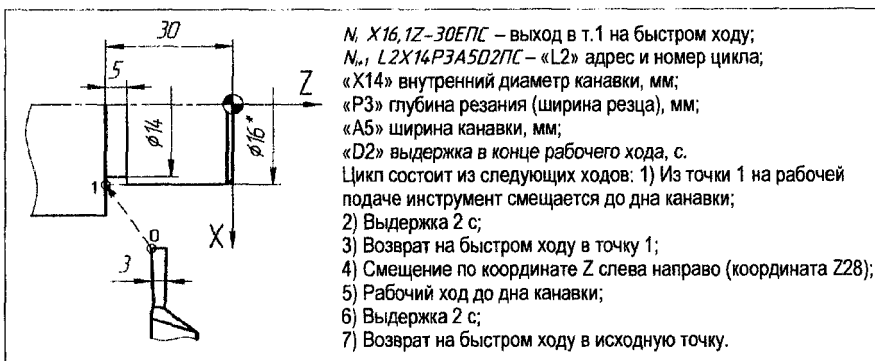 30
5
Z
ϕ14
ϕ16*
1
X
0
3
Nᵢ X16,1Z-30EПС – выход в т.1 на быстром ходу;
Nᵢ₊₁ L2X14P3A5D2ПС – «L2» адрес и номер цикла;
«X14» внутренний диаметр канавки, мм;
«P3» глубина резания (ширина резца), мм;
«A5» ширина канавки, мм;
«D2» выдержка в конце рабочего хода, с.
Цикл состоит из следующих ходов: 1) Из точки 1 на рабочей
подаче инструмент смещается до дна канавки;
2) Выдержка 2 с;
3) Возврат на быстром ходу в точку 1;
4) Смещение по координате Z слева направо (координата Z28);
5) Рабочий ход до дна канавки;
6) Выдержка 2 с;
7) Возврат на быстром ходу в исходную точку.